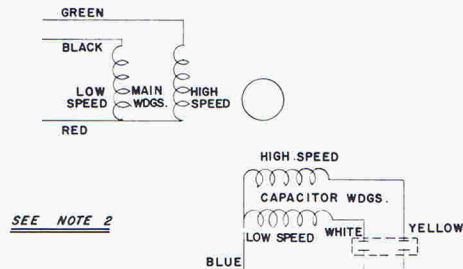 GREEN
BLACK
LOW SPEED
MAIN WDGS.
HIGH SPEED
RED
HIGH SPEED
CAPACITOR WDGS.
SEE NOTE 2
LOW SPEED
WHITE
YELLOW
BLUE